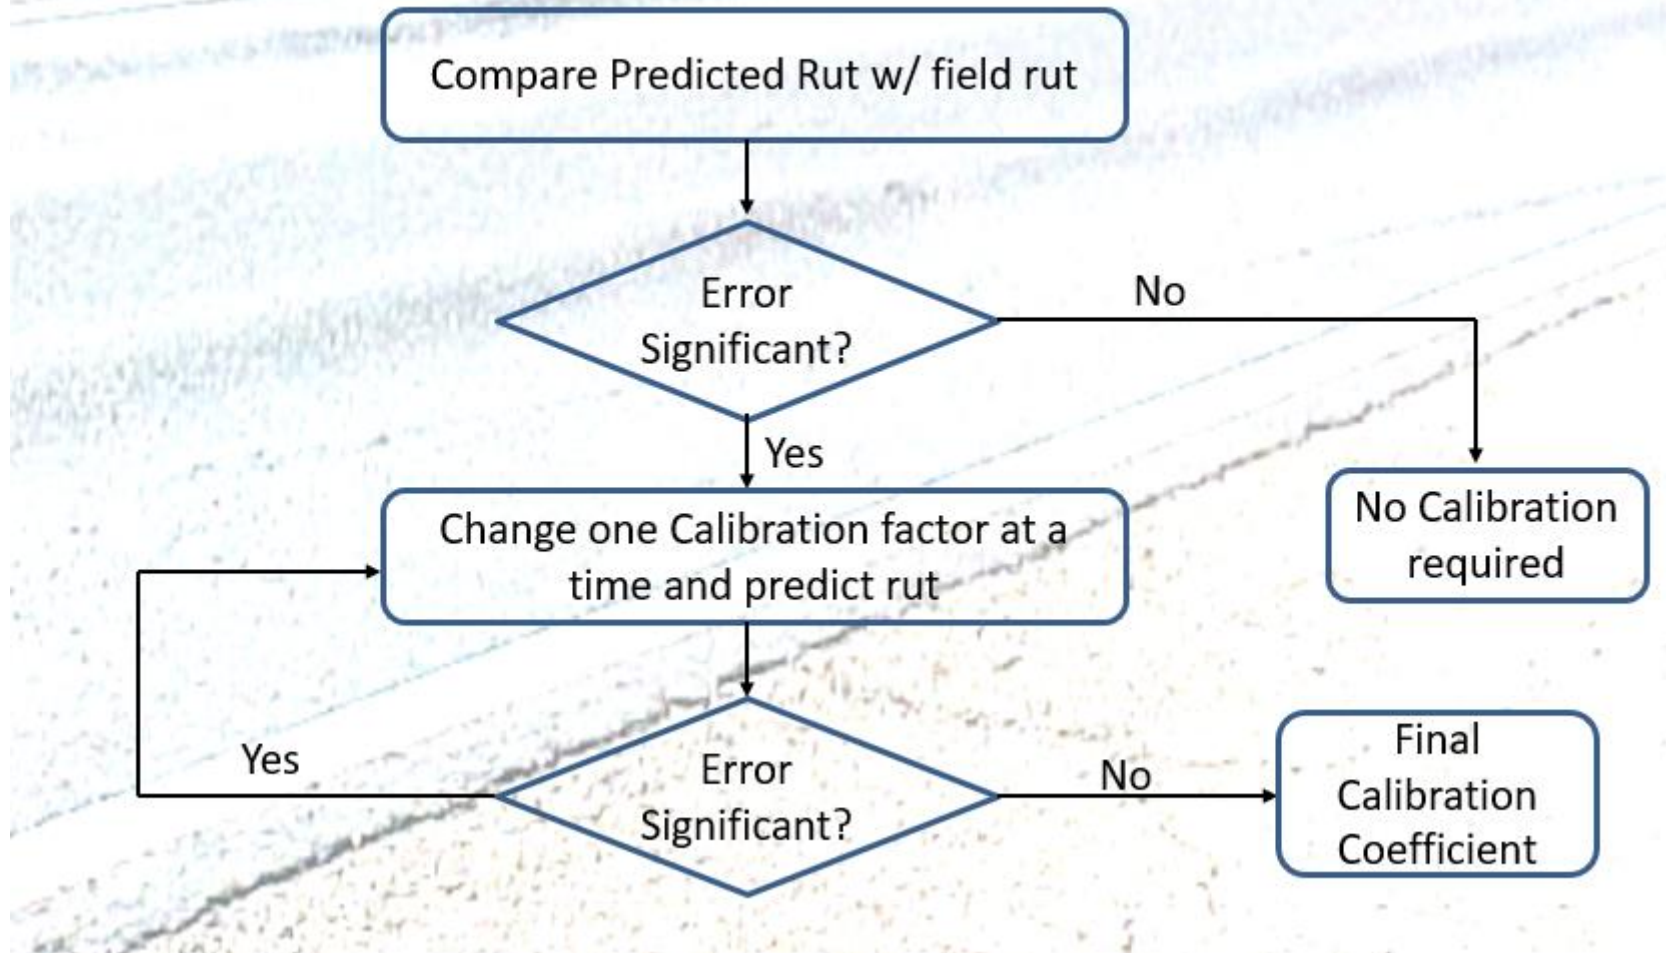 Compare Predicted Rut w/ field rut
Error
Significant?
No
Yes
No Calibration
required
Change one Calibration factor at a
time and predict rut
Error
Significant?
Yes
No
Final
Calibration
Coefficient